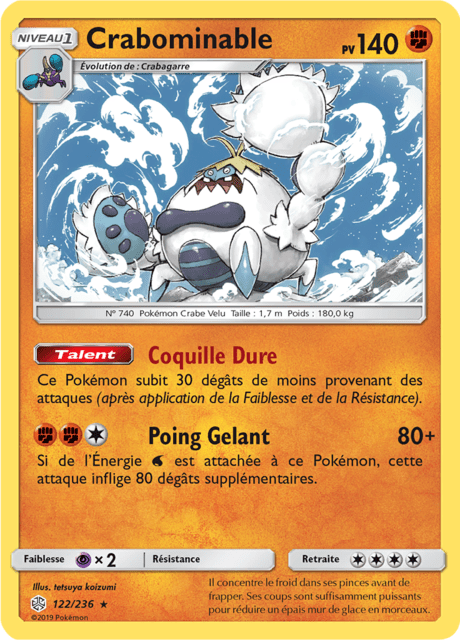 NIVEAU 1
Crabominable
PV 140
Évolution de : Crabagarre
N° 740 Pokémon Crabe Velu Taille : 1,7 m Poids : 180,0 kg
Talent Coquille Dure
Ce Pokémon subit 30 dégâts de moins provenant des
attaques (après application de la Faiblesse et de la Résistance).
Poing Gelant 80+
Si de l'Énergie est attachée à ce Pokémon, cette
attaque inflige 80 dégâts supplémentaires.
Faiblesse × 2 Résistance Retraite
Illus. tetsuya koizumi
122/236
©2019 Pokémon
Il concentre le froid dans ses pinces avant de
frapper. Ses coups sont suffisamment puissants
pour réduire un épais mur de glace en morceaux.